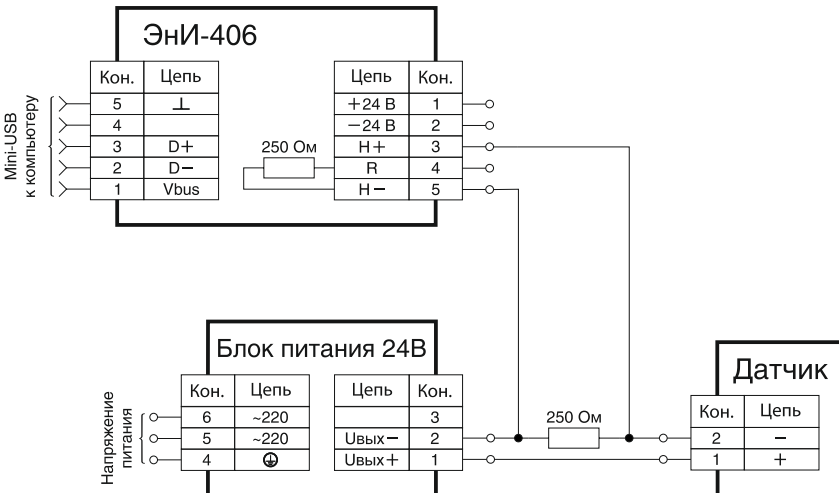 ЭнИ-406
Кон. Цепь
5 ⊥
4
3 D+
2 D−
1 Vbus
Mini-USB
к компьютеру
250 Ом
Цепь Кон.
+24 В 1
−24 В 2
H+ 3
R 4
H− 5
Блок питания 24В
Кон. Цепь
6 ~220
5 ~220
4
Напряжение
питания
Цепь Кон.
3
Uвых− 2
Uвых+ 1
250 Ом
Датчик
Кон. Цепь
2 −
1 +